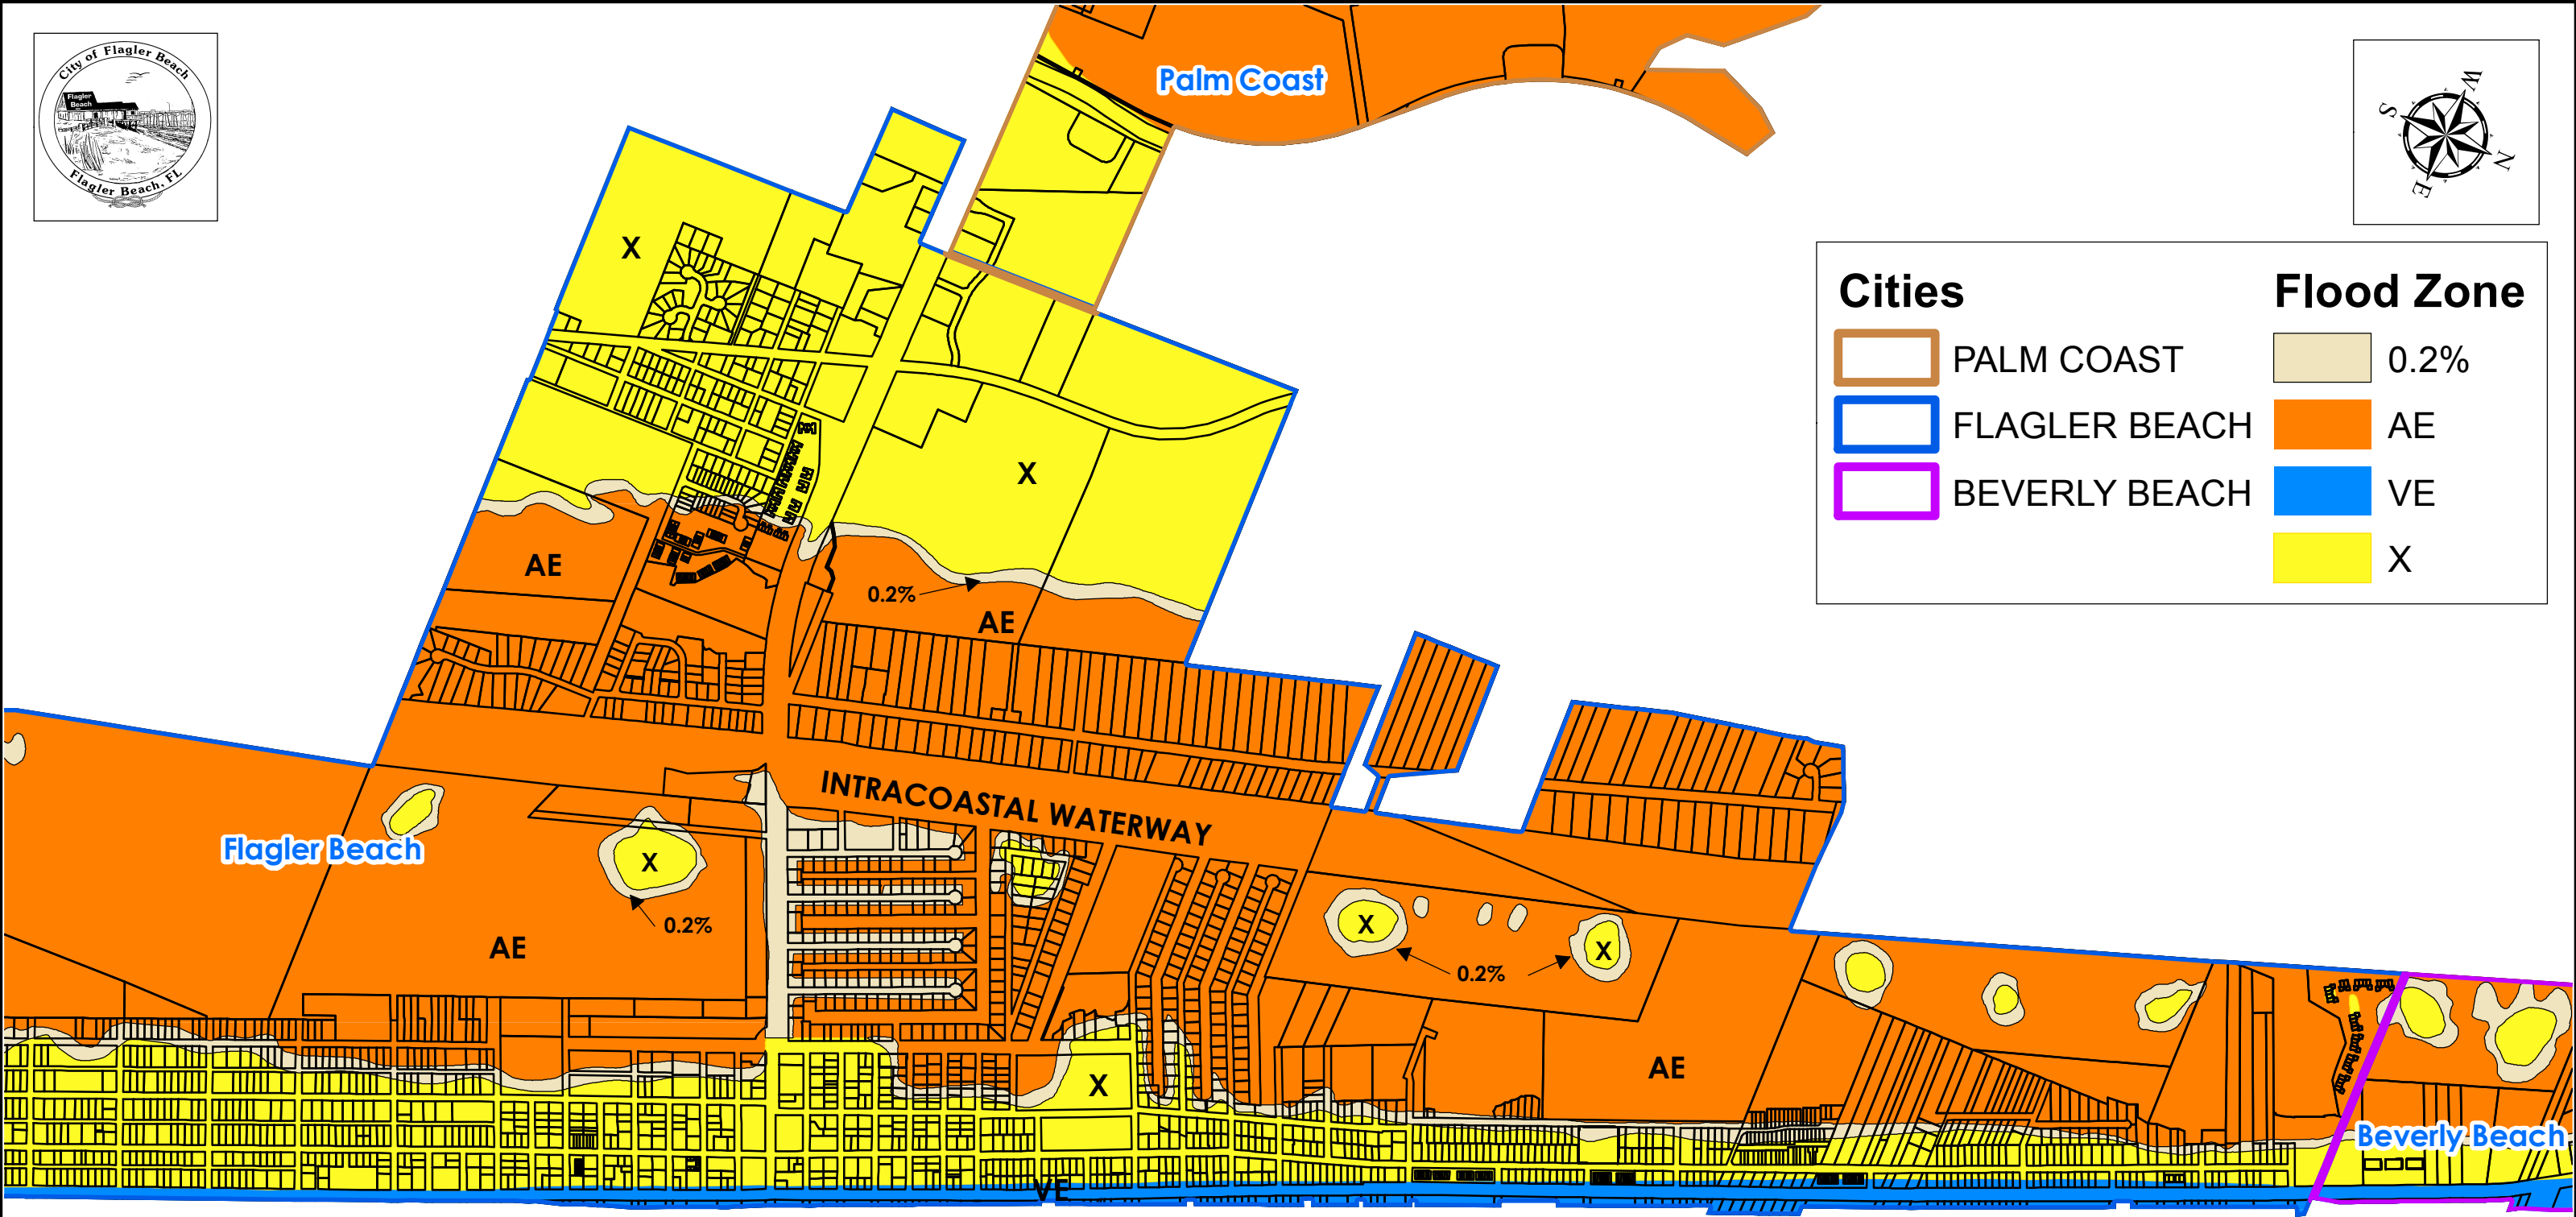 City of Flagler Beach
Flagler
Beach
Flagler Beach, FL
Palm Coast
W
S
N
E
Cities
Flood Zone
PALM COAST
0.2%
FLAGLER BEACH
AE
BEVERLY BEACH
VE
X
X
X
AE
0.2%
AE
INTRACOASTAL WATERWAY
Flagler Beach
X
0.2%
AE
X
X
0.2%
AE
X
Beverly Beach
VE